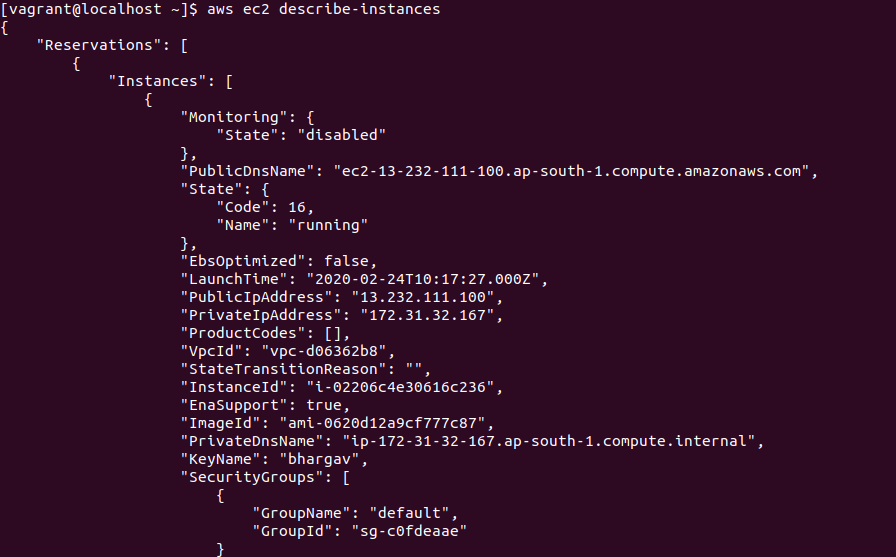 [vagrant@localhost ~]$ aws ec2 describe-instances
{
    "Reservations": [
        {
            "Instances": [
                {
                    "Monitoring": {
                        "State": "disabled"
                    },
                    "PublicDnsName": "ec2-13-232-111-100.ap-south-1.compute.amazonaws.com",
                    "State": {
                        "Code": 16,
                        "Name": "running"
                    },
                    "EbsOptimized": false,
                    "LaunchTime": "2020-02-24T10:17:27.000Z",
                    "PublicIpAddress": "13.232.111.100",
                    "PrivateIpAddress": "172.31.32.167",
                    "ProductCodes": [],
                    "VpcId": "vpc-d06362b8",
                    "StateTransitionReason": "",
                    "InstanceId": "i-02206c4e30616c236",
                    "EnaSupport": true,
                    "ImageId": "ami-0620d12a9cf777c87",
                    "PrivateDnsName": "ip-172-31-32-167.ap-south-1.compute.internal",
                    "KeyName": "bhargav",
                    "SecurityGroups": [
                        {
                            "GroupName": "default",
                            "GroupId": "sg-c0fdeaae"
                        }